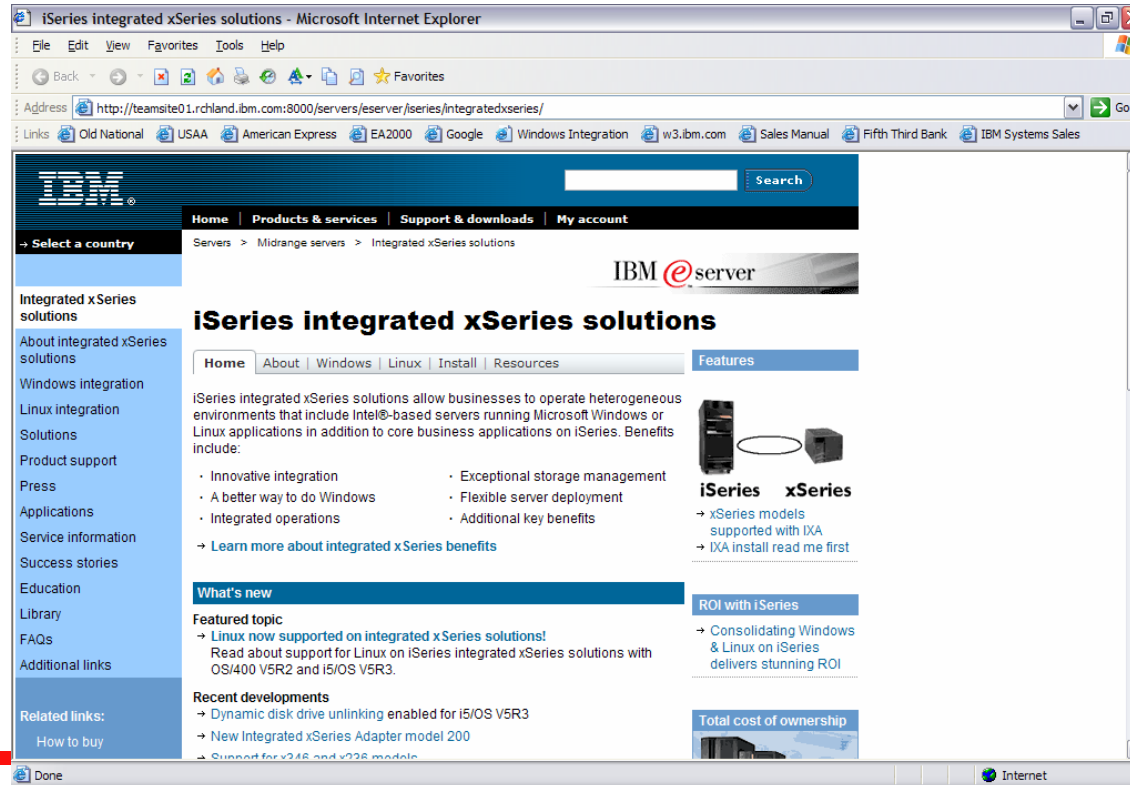 iSeries integrated xSeries solutions - Microsoft Internet Explorer
File Edit View Favorites Tools Help
Back Favorites
Address http://teamsite01.rchland.ibm.com:8000/servers/eserver/iseries/integratedxseries/ Go
Links Old National USAA American Express EA2000 Google Windows Integration w3.ibm.com Sales Manual Fifth Third Bank IBM Systems Sales
IBM®
Search
Home | Products & services | Support & downloads | My account
→ Select a country
Servers > Midrange servers > Integrated xSeries solutions
IBM e server
Integrated xSeries
solutions
About integrated xSeries
solutions
Windows integration
Linux integration
Solutions
Product support
Press
Applications
Service information
Success stories
Education
Library
FAQs
Additional links
Related links:
How to buy
iSeries integrated xSeries solutions
Home About | Windows | Linux | Install | Resources
iSeries integrated xSeries solutions allow businesses to operate heterogeneous
environments that include Intel®-based servers running Microsoft Windows or
Linux applications in addition to core business applications on iSeries. Benefits
include:
· Innovative integration
· A better way to do Windows
· Integrated operations
· Exceptional storage management
· Flexible server deployment
· Additional key benefits
→ Learn more about integrated xSeries benefits
What's new
Featured topic
→ Linux now supported on integrated xSeries solutions!
Read about support for Linux on iSeries integrated xSeries solutions with
OS/400 V5R2 and i5/OS V5R3.
Recent developments
→ Dynamic disk drive unlinking enabled for i5/OS V5R3
→ New Integrated xSeries Adapter model 200
→ Support for x346 and x236 models
Features
iSeries xSeries
→ xSeries models
supported with IXA
→ IXA install read me first
ROI with iSeries
→ Consolidating Windows
& Linux on iSeries
delivers stunning ROI
Total cost of ownership
Done
Internet